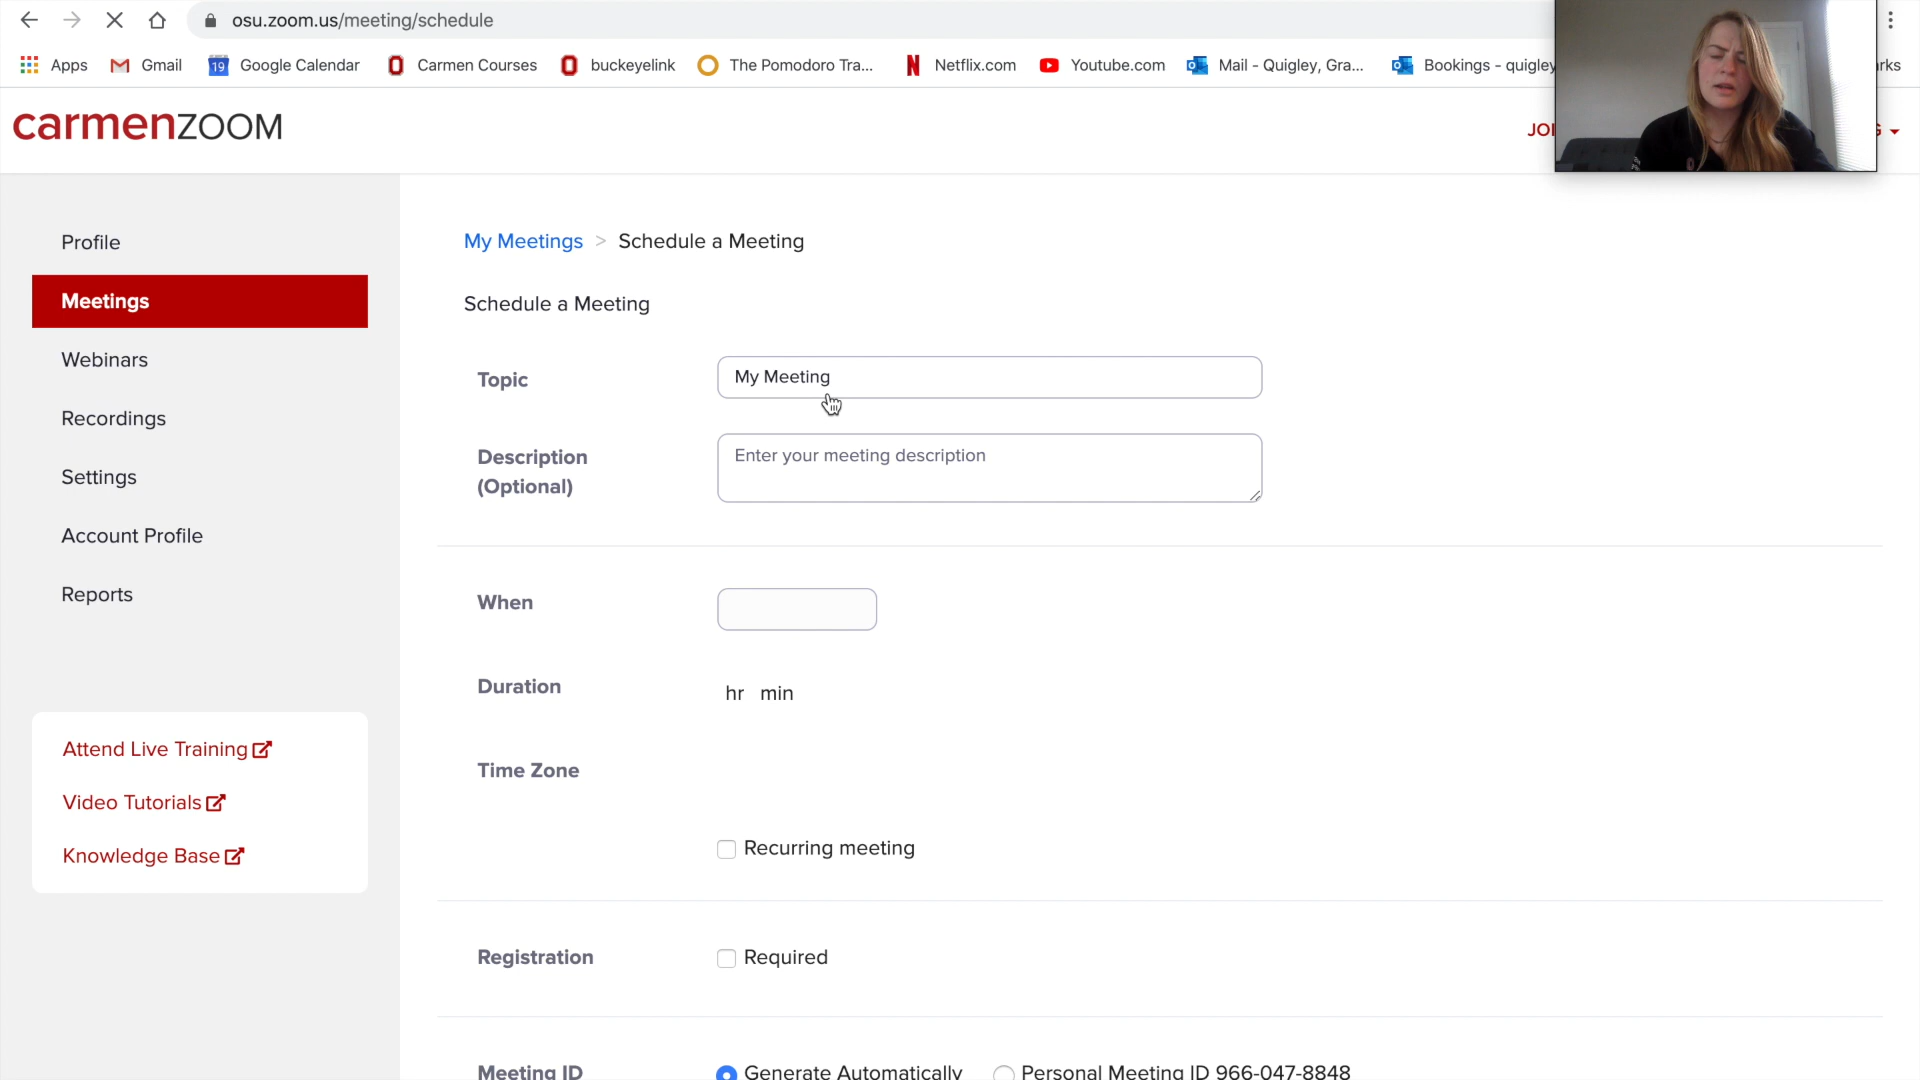 osu.zoom.us/meeting/schedule
Apps Gmail 19 Google Calendar Carmen Courses buckeyelink The Pomodoro Tra... Netflix.com Youtube.com Mail - Quigley, Gra... Bookings - quigley
carmenZOOM
Profile
Meetings
Webinars
Recordings
Settings
Account Profile
Reports
Attend Live Training
Video Tutorials
Knowledge Base
My Meetings > Schedule a Meeting
Schedule a Meeting
Topic My Meeting
Description Enter your meeting description
(Optional)
When
Duration hr min
Time Zone
Recurring meeting
Registration Required
Meeting ID Generate Automatically Personal Meeting ID 966-047-8848